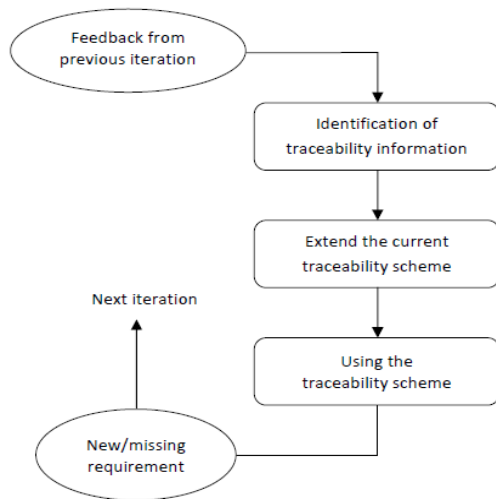 Feedback from
previous iteration
Identification of
traceability information
Extend the current
traceability scheme
Next iteration
Using the
traceability scheme
New/missing
requirement